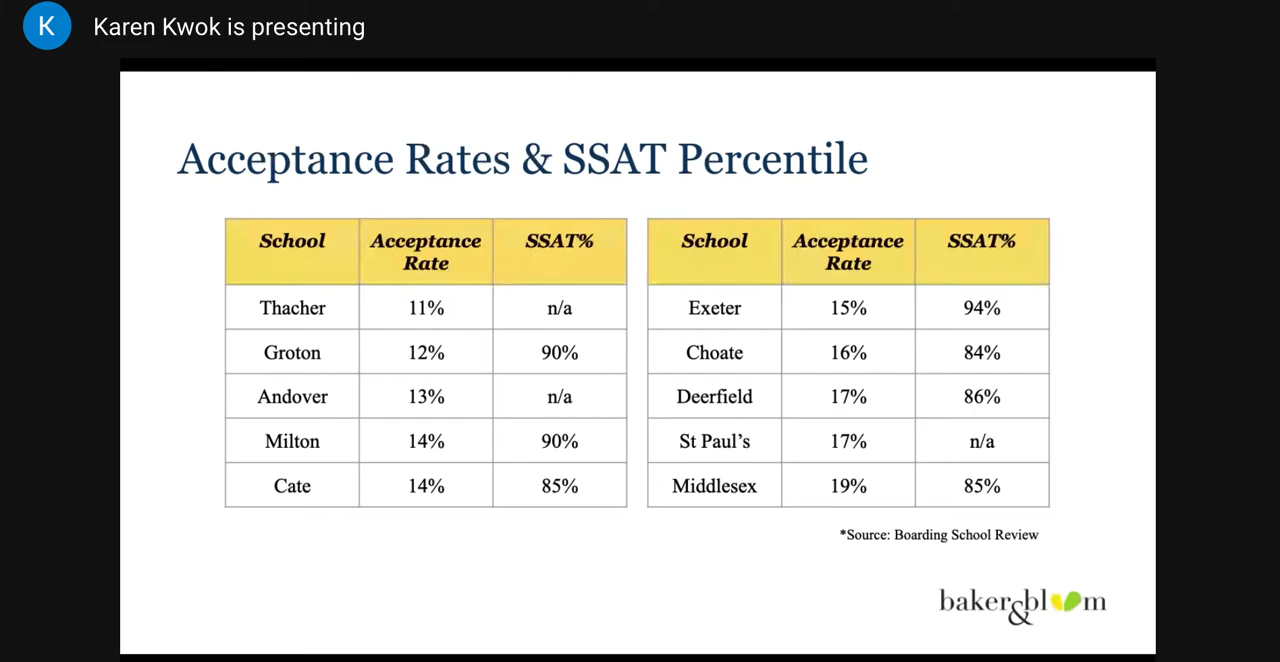 K Karen Kwok is presenting
Acceptance Rates & SSAT Percentile
School Acceptance Rate SSAT%
Thacher 11% n/a
Groton 12% 90%
Andover 13% n/a
Milton 14% 90%
Cate 14% 85%
School Acceptance Rate SSAT%
Exeter 15% 94%
Choate 16% 84%
Deerfield 17% 86%
St Paul’s 17% n/a
Middlesex 19% 85%
*Source: Boarding School Review
baker&bloom